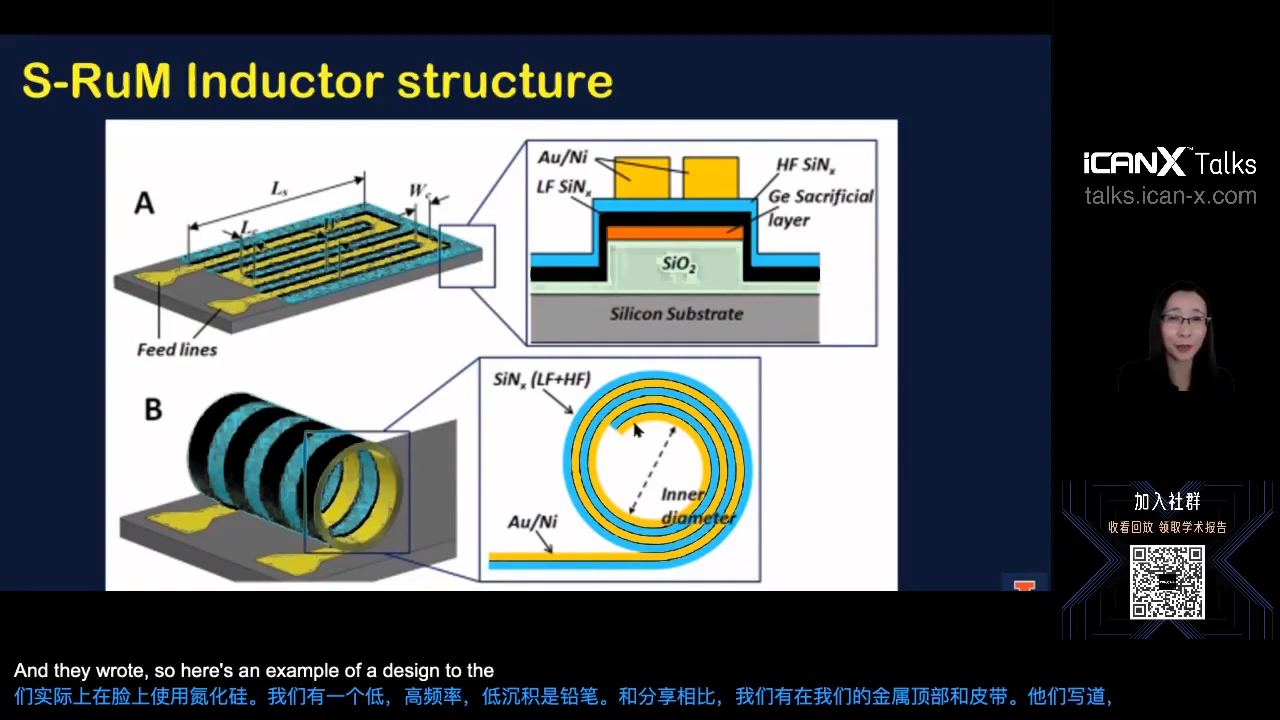 S-RuM Inductor structure
A
Ls
Wc
Lc
Feed lines
Au/Ni
LF SiNx
HF SiNx
Ge Sacrificial
layer
SiO2
Silicon Substrate
B
SiNx (LF+HF)
Inner
diameter
Au/Ni
iCANX™ Talks
talks.ican-x.com
加入社群
收看回放 领取学术报告
And they wrote, so here's an example of a design to the
们实际上在脸上使用氮化硅。我们有一个低，高频率，低沉积是铅笔。和分享相比，我们有在我们的金属顶部和皮带。他们写道，